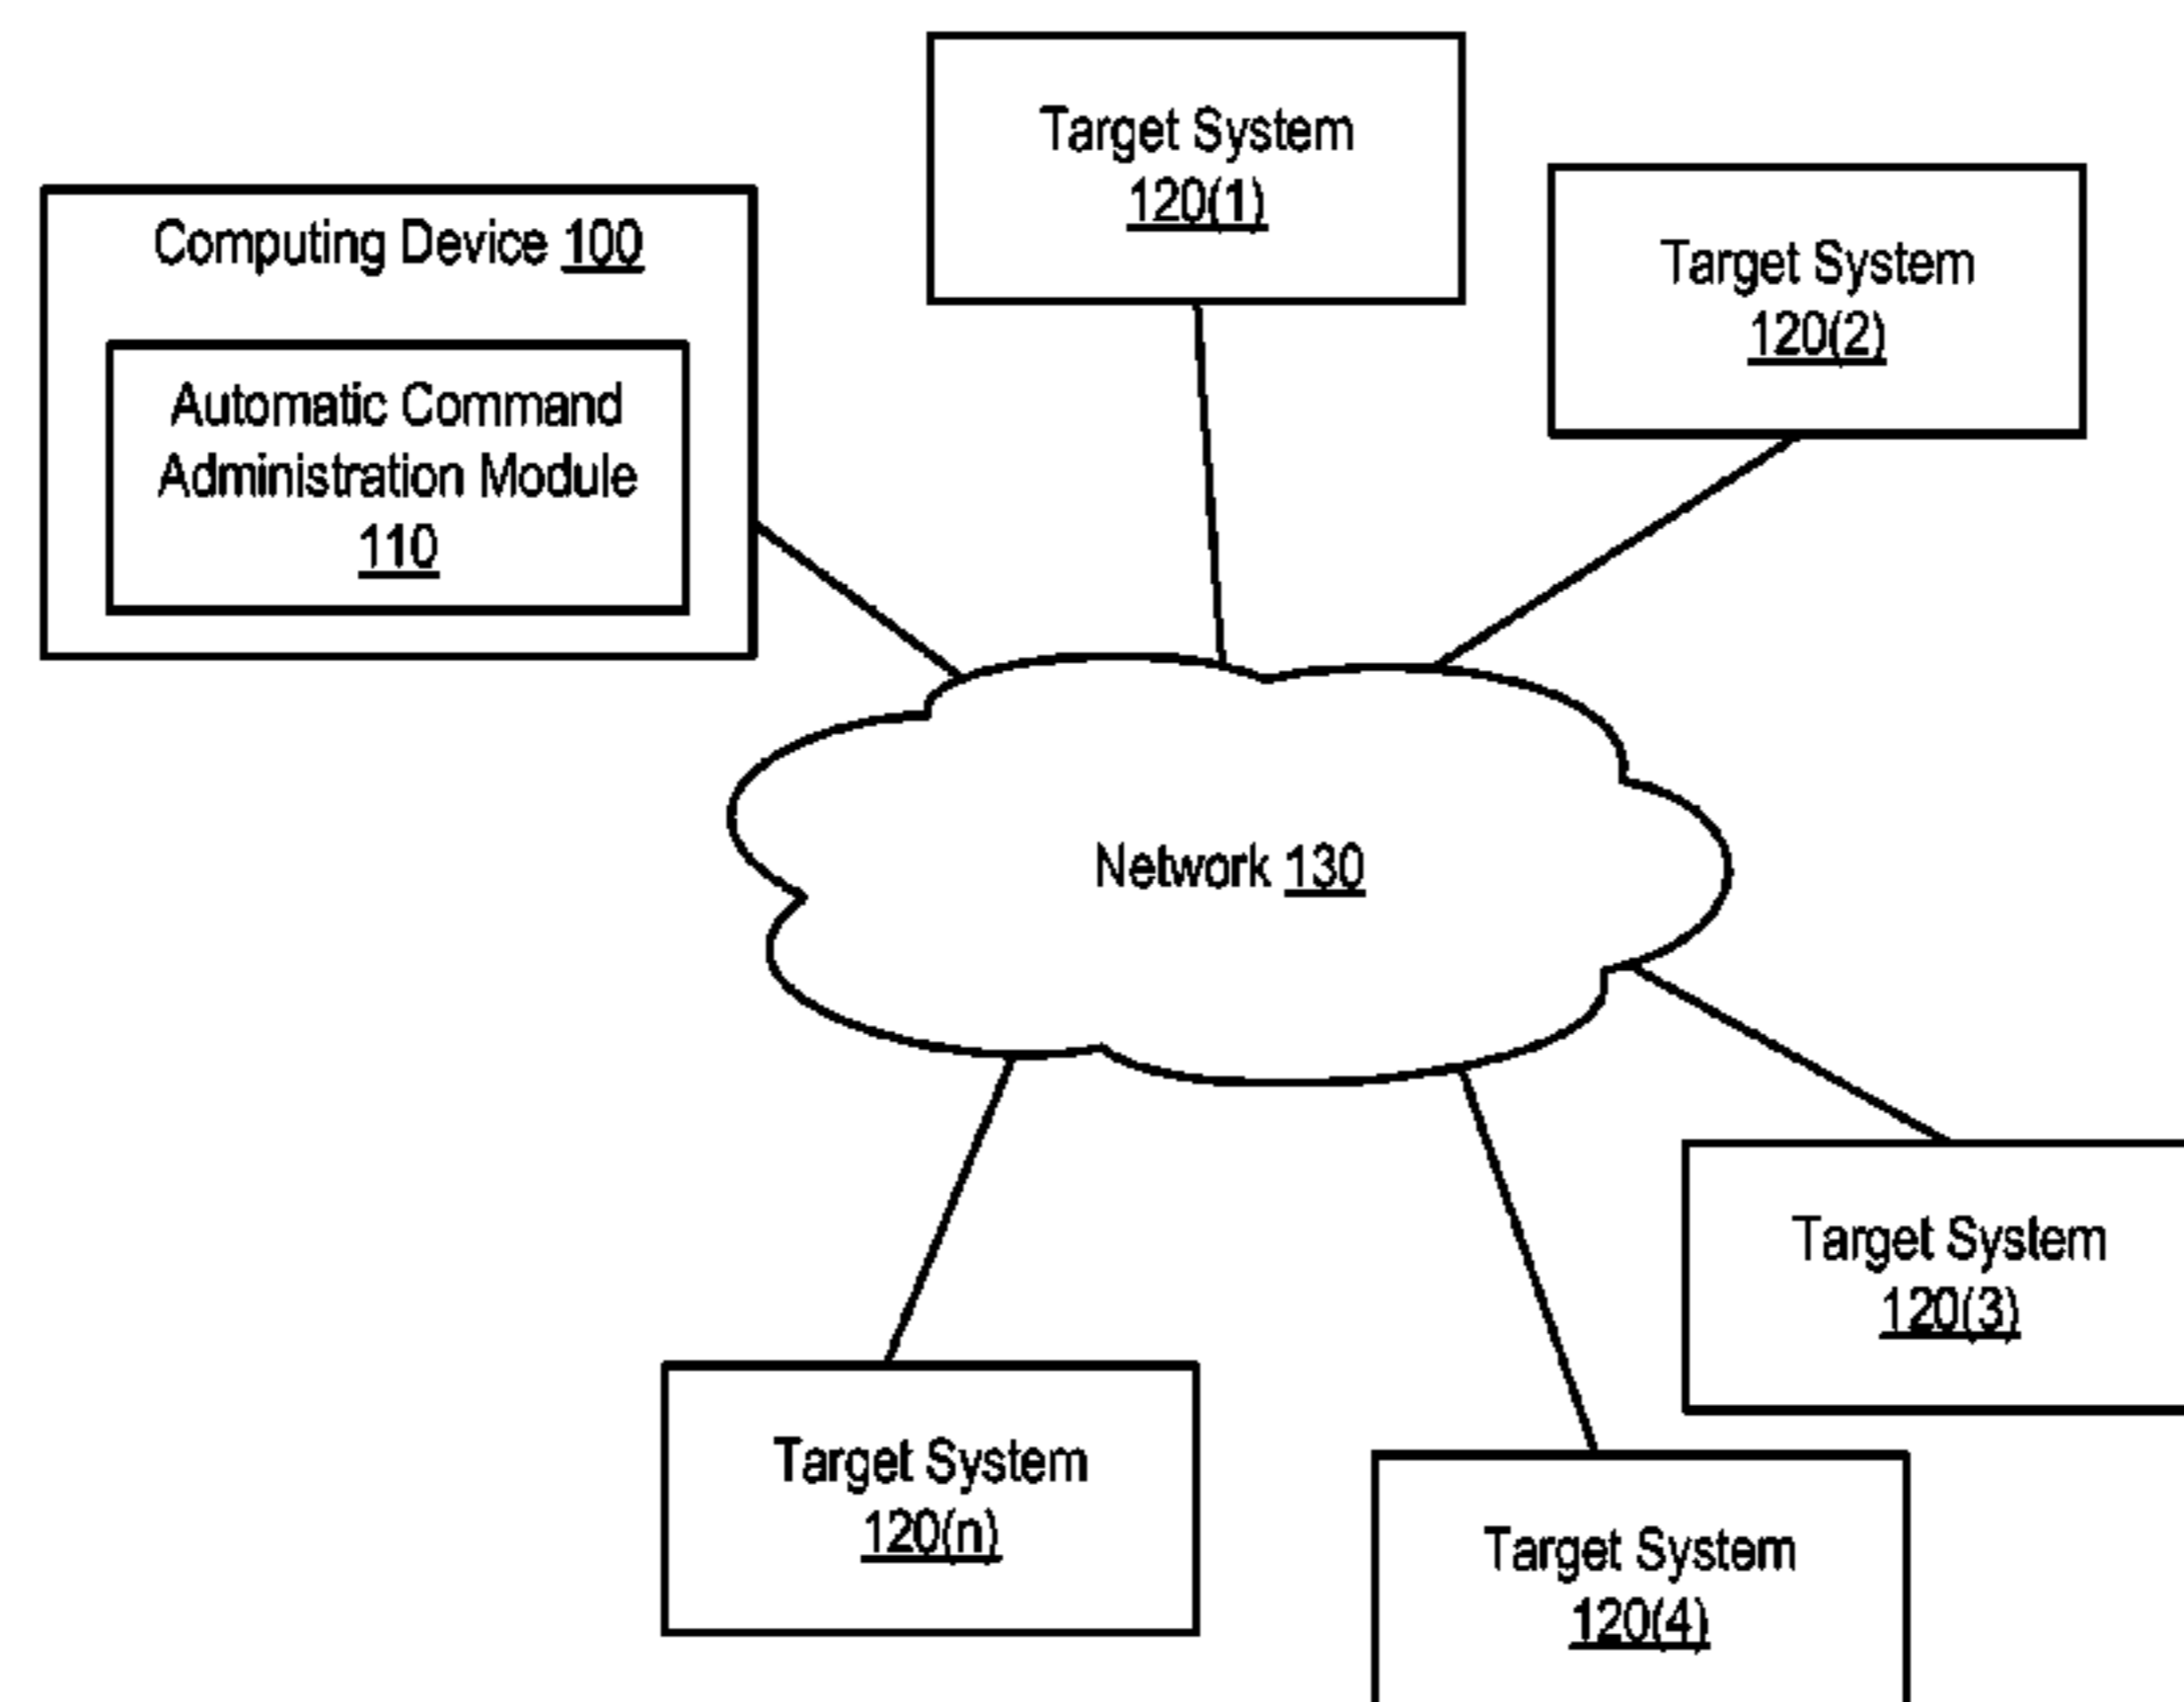 Target System
120(1)
Target System
120(2)
Computing Device 100
Automatic Command
Administration Module
110
Network 130
Target System
120(3)
Target System
120(n)
Target System
120(4)